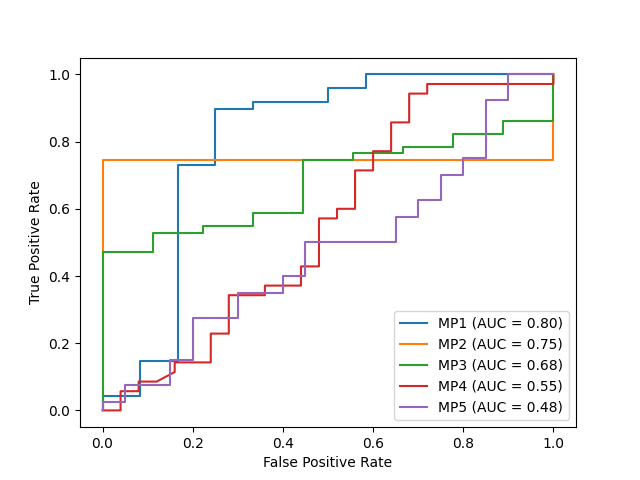 1.0
0.8
0.6
0.4
0.2
0.0
True Positive Rate
MP1 (AUC = 0.80)
MP2 (AUC = 0.75)
MP3 (AUC = 0.68)
MP4 (AUC = 0.55)
MP5 (AUC = 0.48)
0.0 0.2 0.4 0.6 0.8 1.0
False Positive Rate